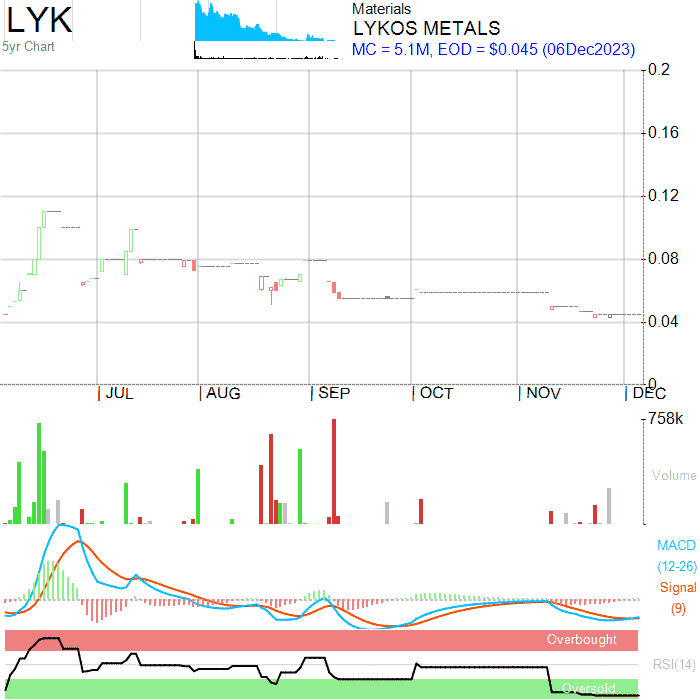 LYK
5yr Chart
Materials
LYKOS METALS
MC = 5.1M, EOD = $0.045 (06Dec2023)
0.2
0.16
0.12
0.08
0.04
0
JUL AUG SEP OCT NOV DEC
758k
Volume
MACD
(12-26)
Signal
(9)
Overbought
RSI(14)
Oversold